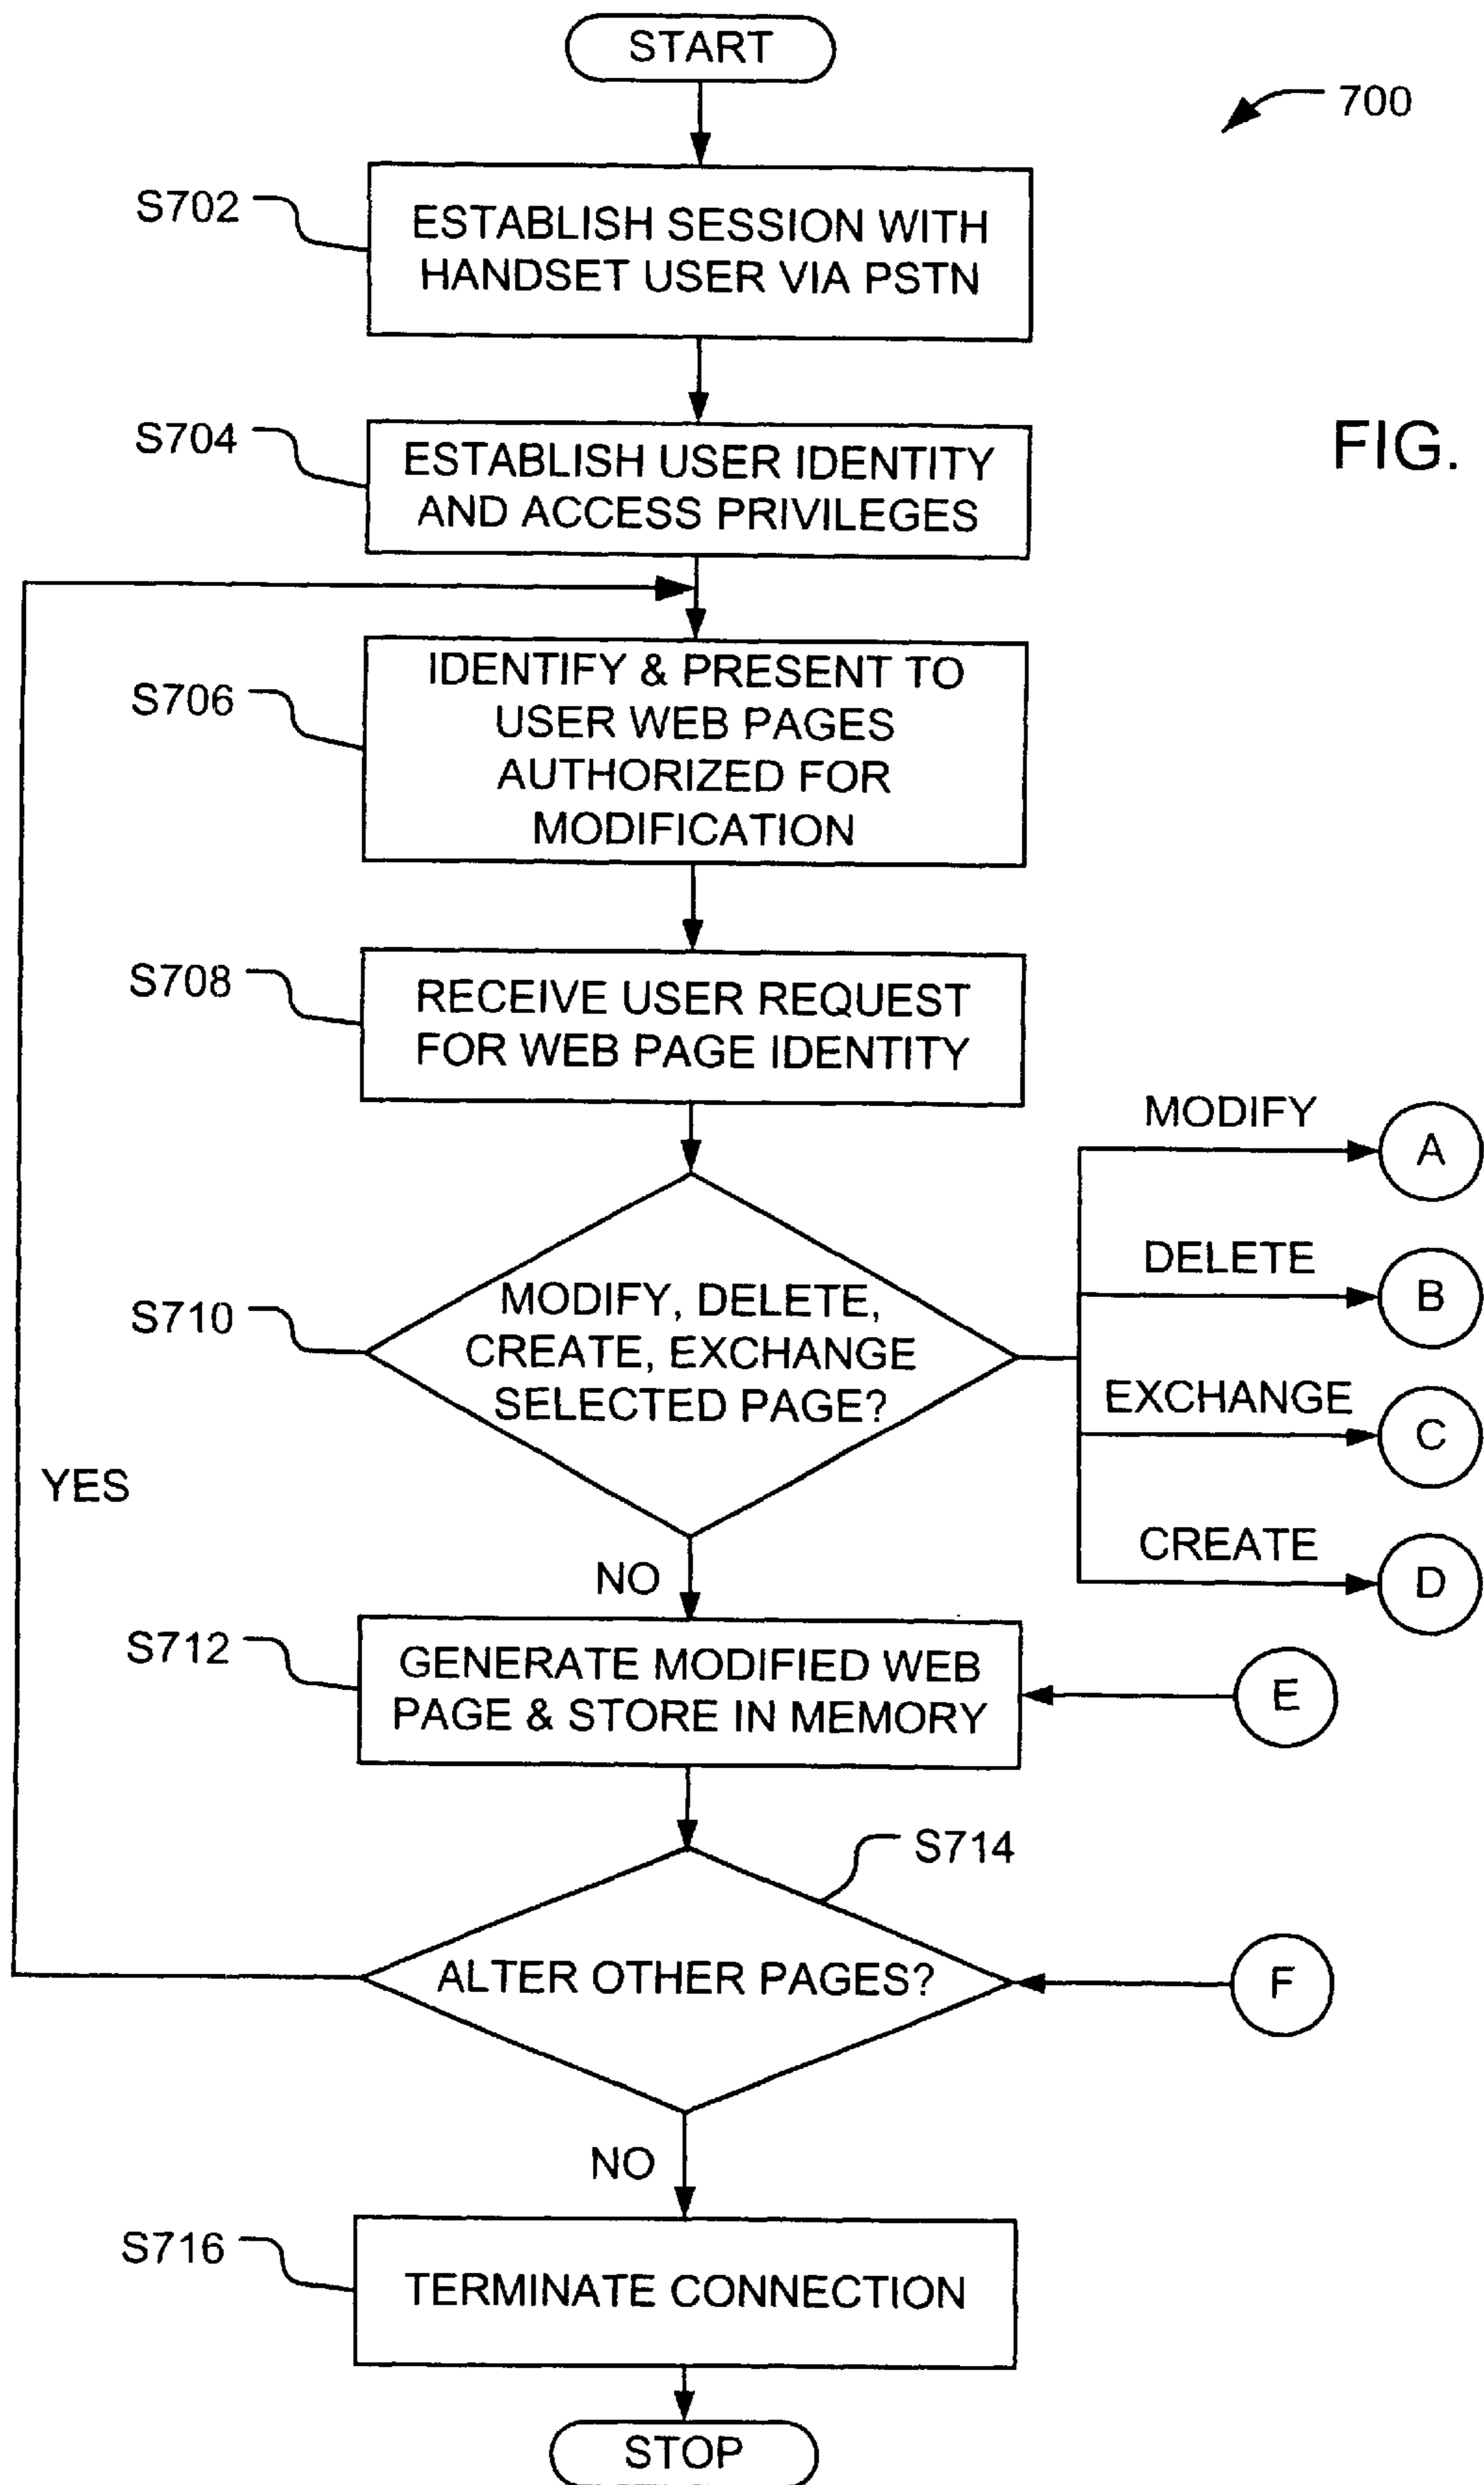 START
700
S702
ESTABLISH SESSION WITH
HANDSET USER VIA PSTN
FIG.
S704
ESTABLISH USER IDENTITY
AND ACCESS PRIVILEGES
S706
IDENTIFY & PRESENT TO
USER WEB PAGES
AUTHORIZED FOR
MODIFICATION
S708
RECEIVE USER REQUEST
FOR WEB PAGE IDENTITY
MODIFY
A
DELETE
B
S710
MODIFY, DELETE,
CREATE, EXCHANGE
SELECTED PAGE?
EXCHANGE
C
YES
CREATE
D
NO
S712
GENERATE MODIFIED WEB
PAGE & STORE IN MEMORY
E
S714
ALTER OTHER PAGES?
F
NO
S716
TERMINATE CONNECTION
STOP